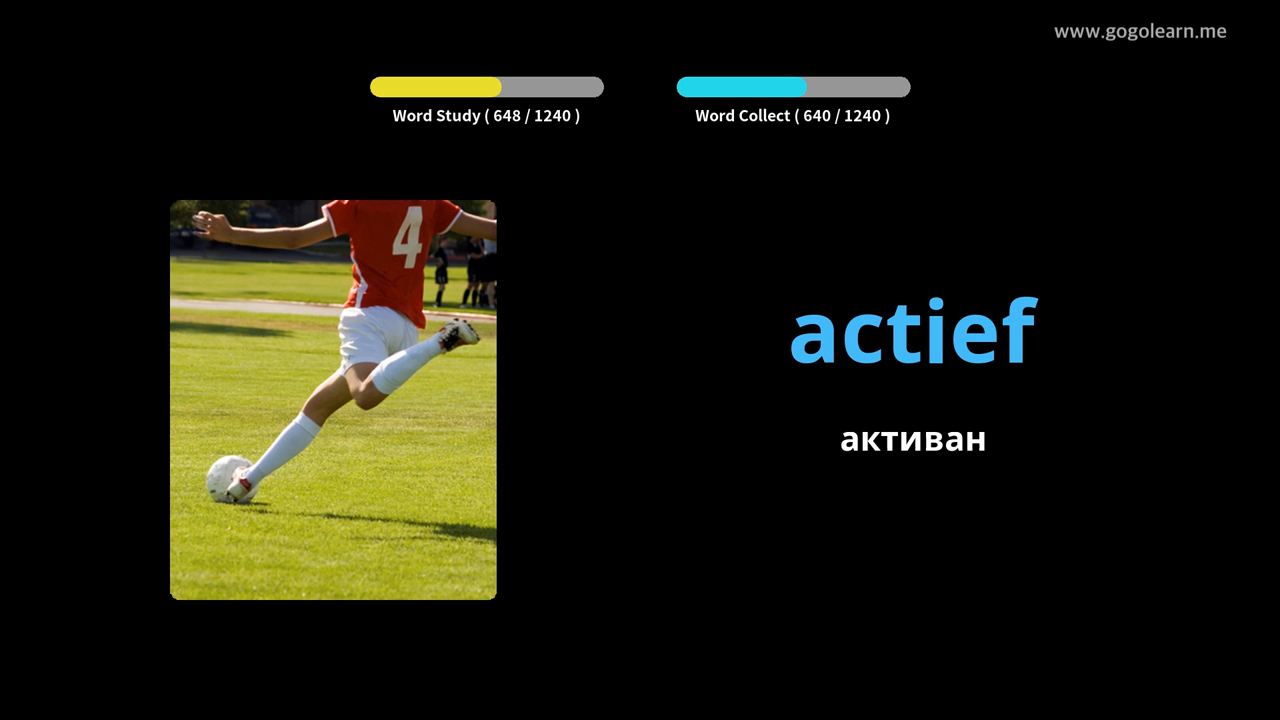 www.gogolearn.me
Word Study ( 648 / 1240 )
Word Collect ( 640 / 1240 )
4
actief
активан